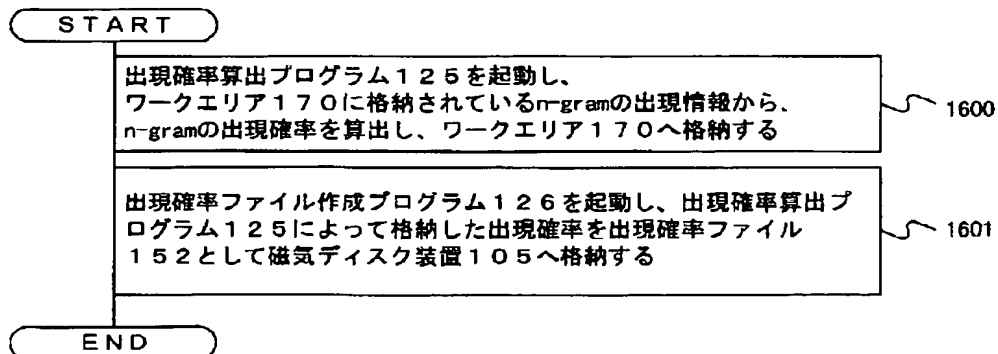 START
出現確率算出プログラム１２５を起動し、
ワークエリア１７０に格納されているn-gramの出現情報から、
n-gramの出現確率を算出し、ワークエリア１７０へ格納する
1600
出現確率ファイル作成プログラム１２６を起動し、出現確率算出プ
ログラム１２５によって格納した出現確率を出現確率ファイル
１５２として磁気ディスク装置１０５へ格納する
1601
END